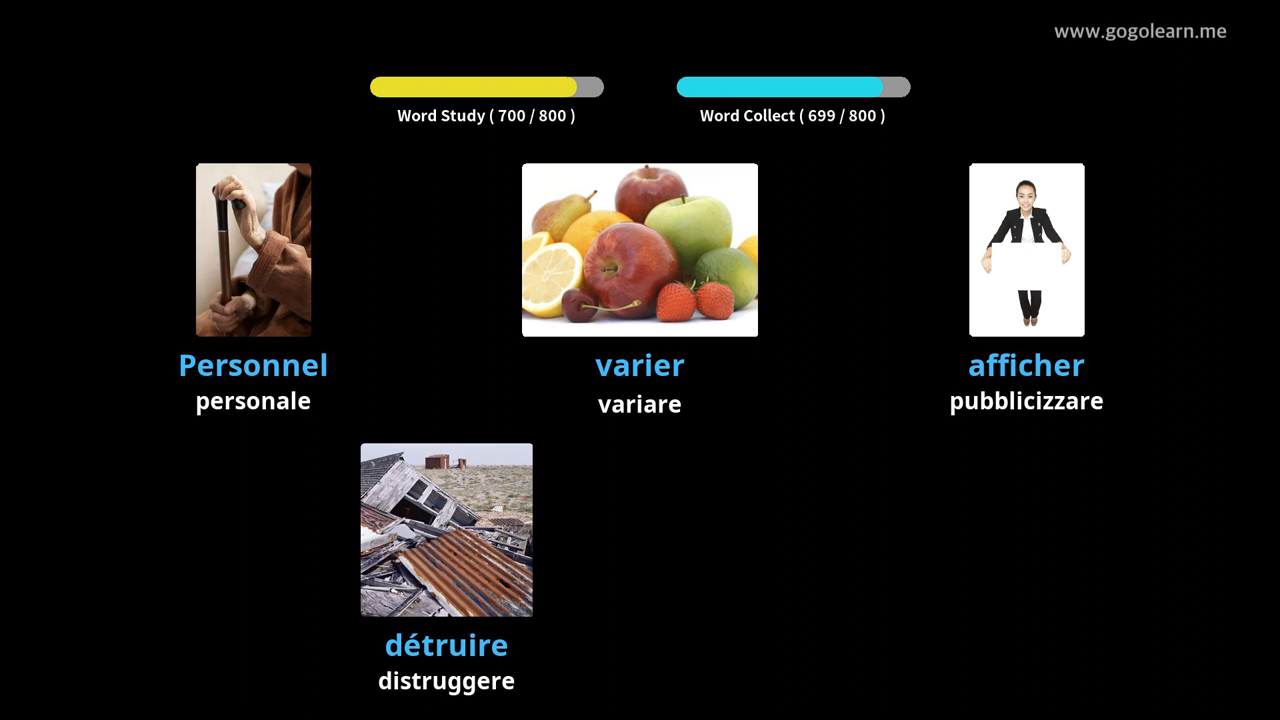 www.gogolearn.me
Word Study ( 700 / 800 )
Word Collect ( 699 / 800 )
Personnel
personale
varier
variare
afficher
pubblicizzare
détruire
distruggere